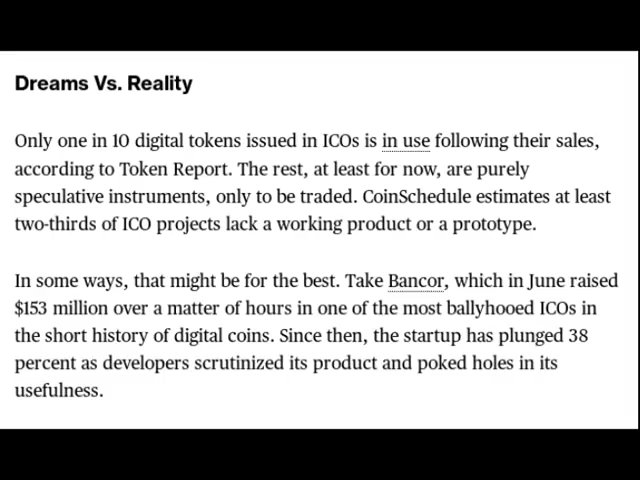 Dreams Vs. Reality
Only one in 10 digital tokens issued in ICOs is in use following their sales,
according to Token Report. The rest, at least for now, are purely
speculative instruments, only to be traded. CoinSchedule estimates at least
two-thirds of ICO projects lack a working product or a prototype.
In some ways, that might be for the best. Take Bancor, which in June raised
$153 million over a matter of hours in one of the most ballyhooed ICOs in
the short history of digital coins. Since then, the startup has plunged 38
percent as developers scrutinized its product and poked holes in its
usefulness.